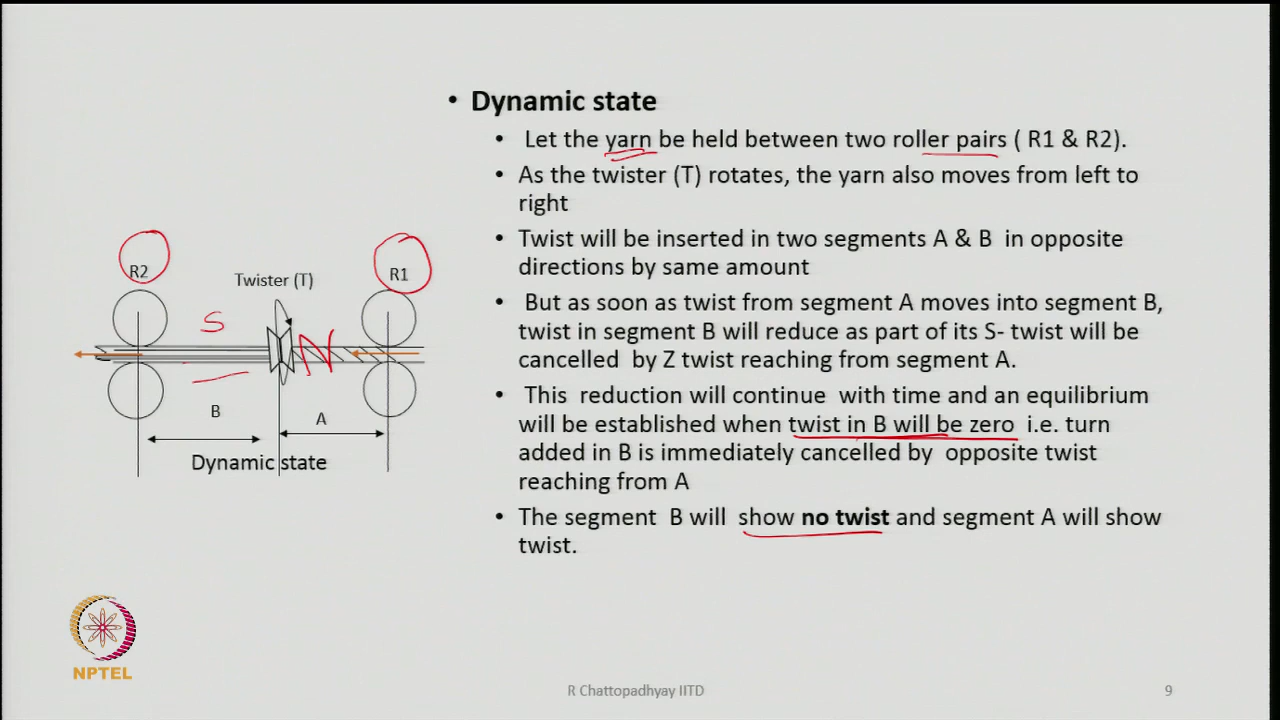 • Dynamic state
• Let the yarn be held between two roller pairs ( R1 & R2).
• As the twister (T) rotates, the yarn also moves from left to
right
• Twist will be inserted in two segments A & B in opposite
directions by same amount
• But as soon as twist from segment A moves into segment B,
twist in segment B will reduce as part of its S- twist will be
cancelled by Z twist reaching from segment A.
• This reduction will continue with time and an equilibrium
will be established when twist in B will be zero i.e. turn
added in B is immediately cancelled by opposite twist
reaching from A
• The segment B will show no twist and segment A will show
twist.
R2
Twister (T)
R1
S
N
B
A
Dynamic state
NPTEL
R Chattopadhyay IITD
9